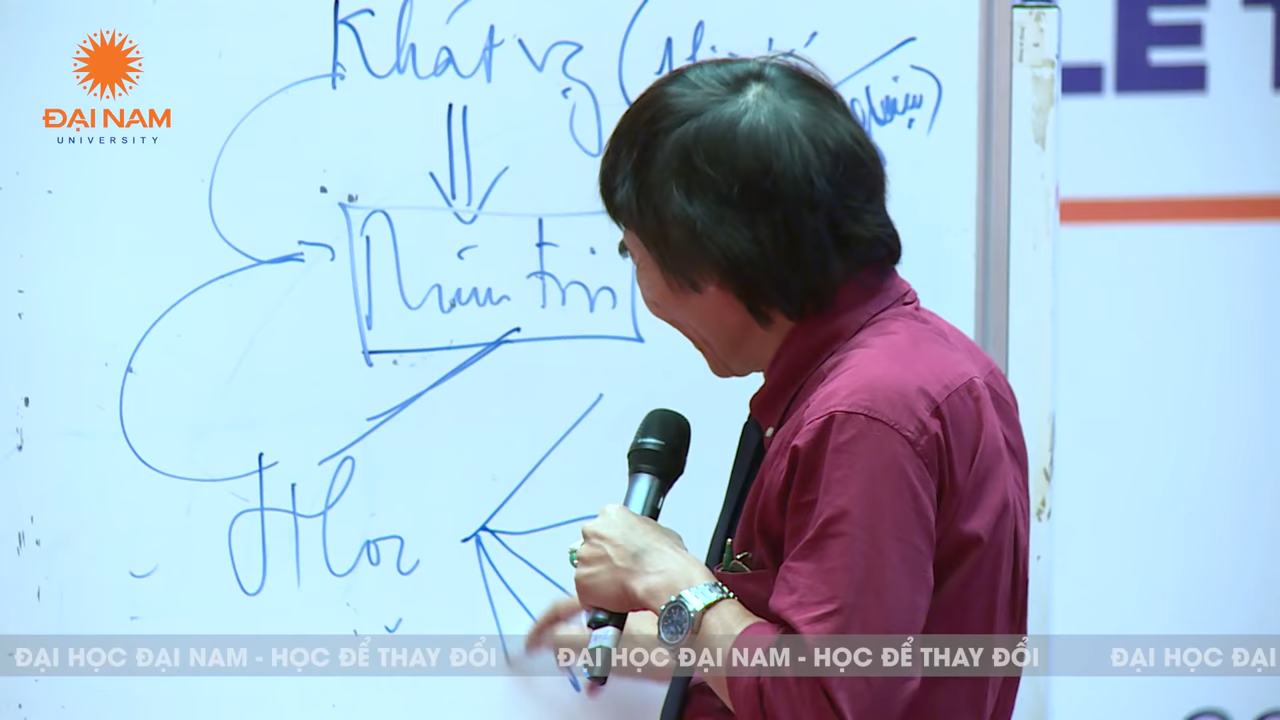 LET
Khát vọng (
ĐẠI NAM
UNIVERSITY
Niềm tin
Học
ĐẠI HỌC ĐẠI NAM - HỌC ĐỂ THAY ĐỔI ĐẠI HỌC ĐẠI NAM - HỌC ĐỂ THAY ĐỔI ĐẠI HỌC ĐẠI